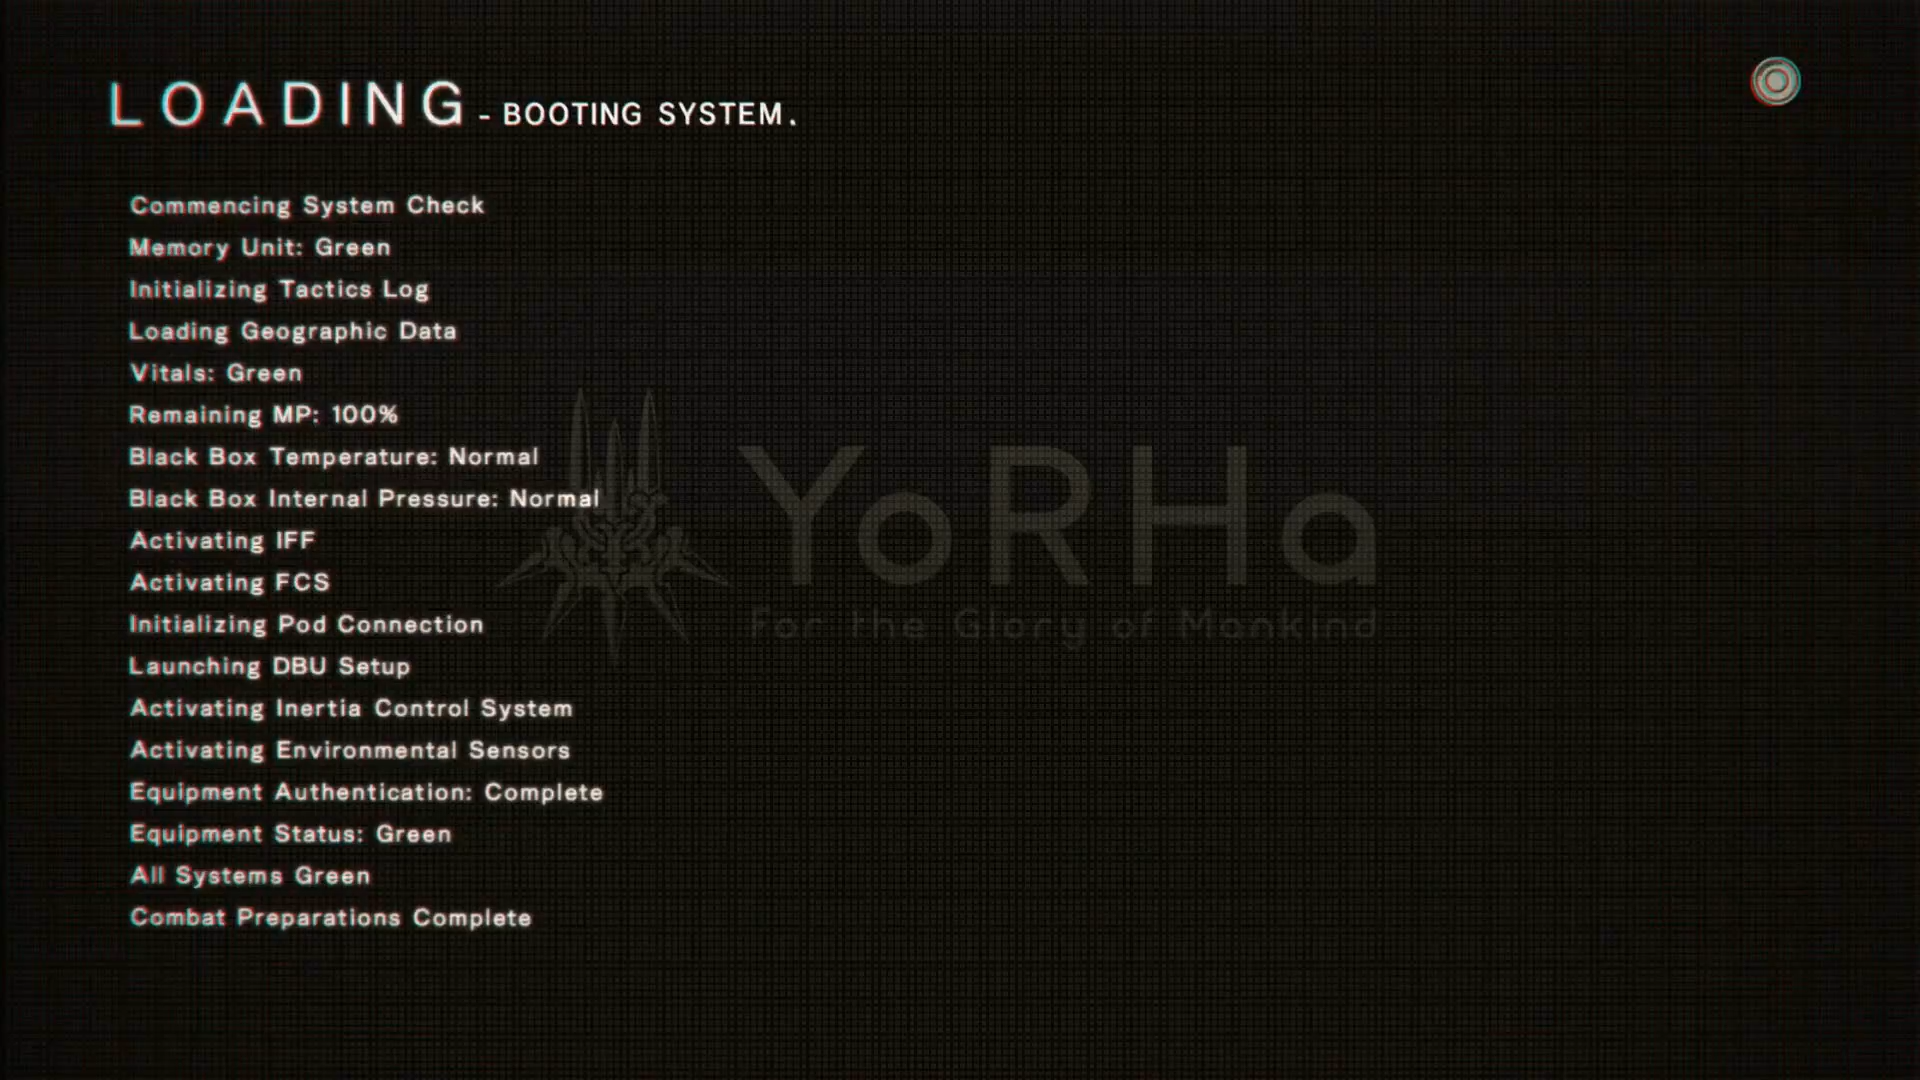 LOADING - BOOTING SYSTEM.
Commencing System Check
Memory Unit: Green
Initializing Tactics Log
Loading Geographic Data
Vitals: Green
Remaining MP: 100%
Black Box Temperature: Normal
Black Box Internal Pressure: Normal
Activating IFF
Activating FCS
Initializing Pod Connection
Launching DBU Setup
Activating Inertia Control System
Activating Environmental Sensors
Equipment Authentication: Complete
Equipment Status: Green
All Systems Green
Combat Preparations Complete
YoRHa
For the Glory of Mankind